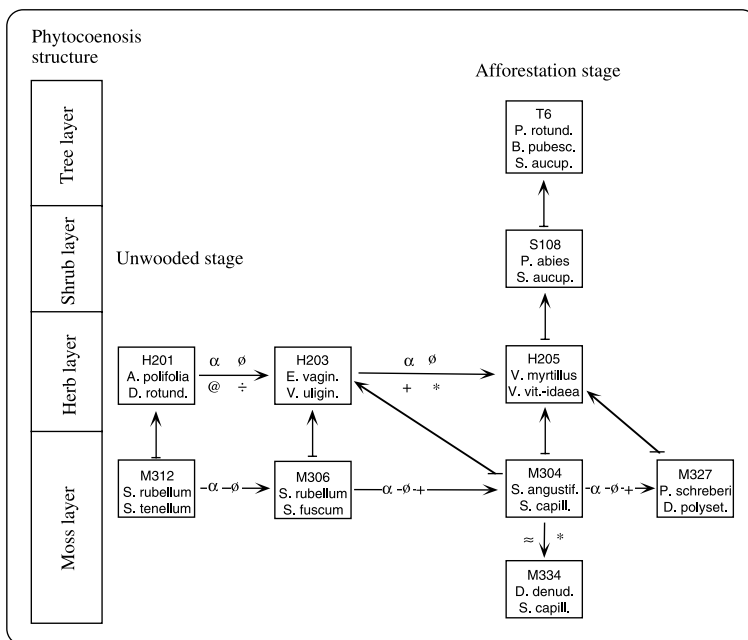 Phytocoenosis
structure
Afforestation stage
Tree layer
T6
P. rotund.
B. pubesc.
S. aucup.
Shrub layer
Unwooded stage
S108
P. abies
S. aucup.
Herb layer
H201
A. polifolia
D. rotund.
α ø
@ ÷
H203
E. vagin.
V. uligin.
α ø
+ *
H205
V. myrtillus
V. vit.-idaea
Moss layer
M312
S. rubellum
S. tenellum
-α-ø-
M306
S. rubellum
S. fuscum
α-ø-+
M304
S. angustif.
S. capill.
-α-ø-+
M327
P. schreberi
D. polyset.
≈ *
M334
D. denud.
S. capill.